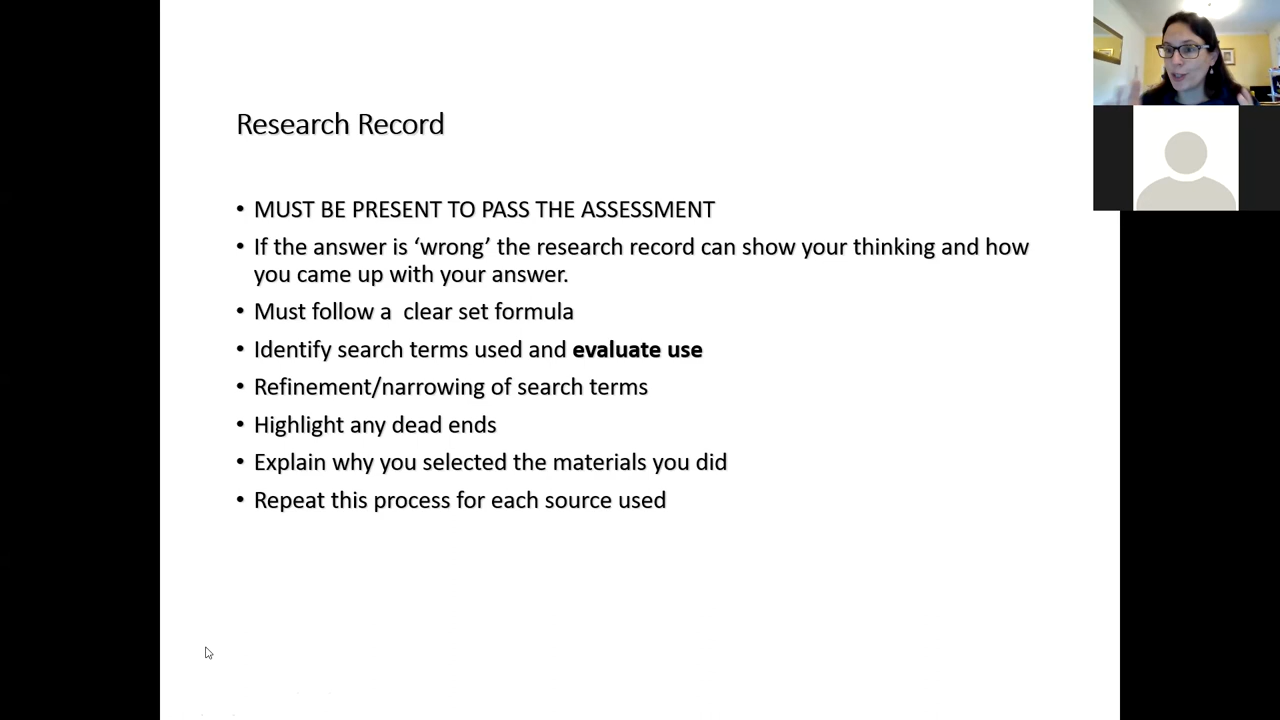 Research Record
• MUST BE PRESENT TO PASS THE ASSESSMENT
• If the answer is ‘wrong’ the research record can show your thinking and how
you came up with your answer.
• Must follow a  clear set formula
• Identify search terms used and evaluate use
• Refinement/narrowing of search terms
• Highlight any dead ends
• Explain why you selected the materials you did
• Repeat this process for each source used